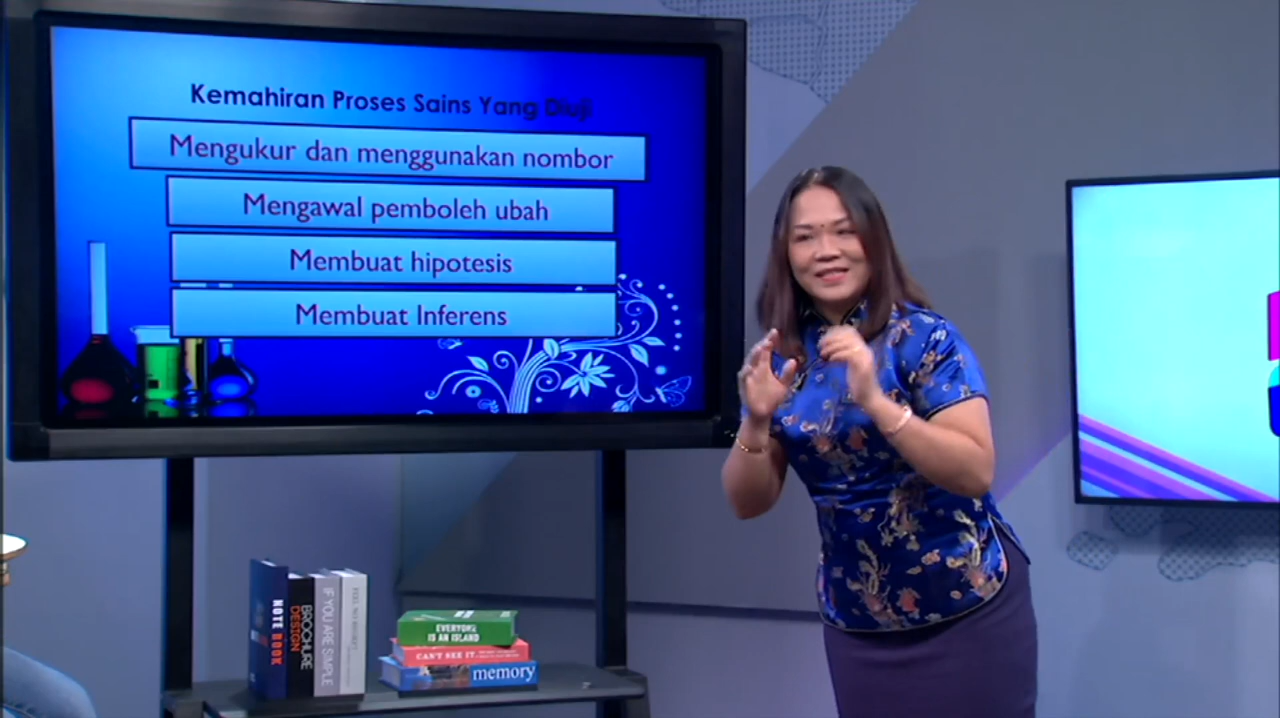 Kemahiran Proses Sains Yang Diuji
Mengukur dan menggunakan nombor
Mengawal pemboleh ubah
Membuat hipotesis
Membuat Inferens
NOTE BOOK
BROCHURE DESIGN
IF YOU ARE SIMPLE
EVERYONE
IS AN ISLAND
CAN'T SEE IT
memory